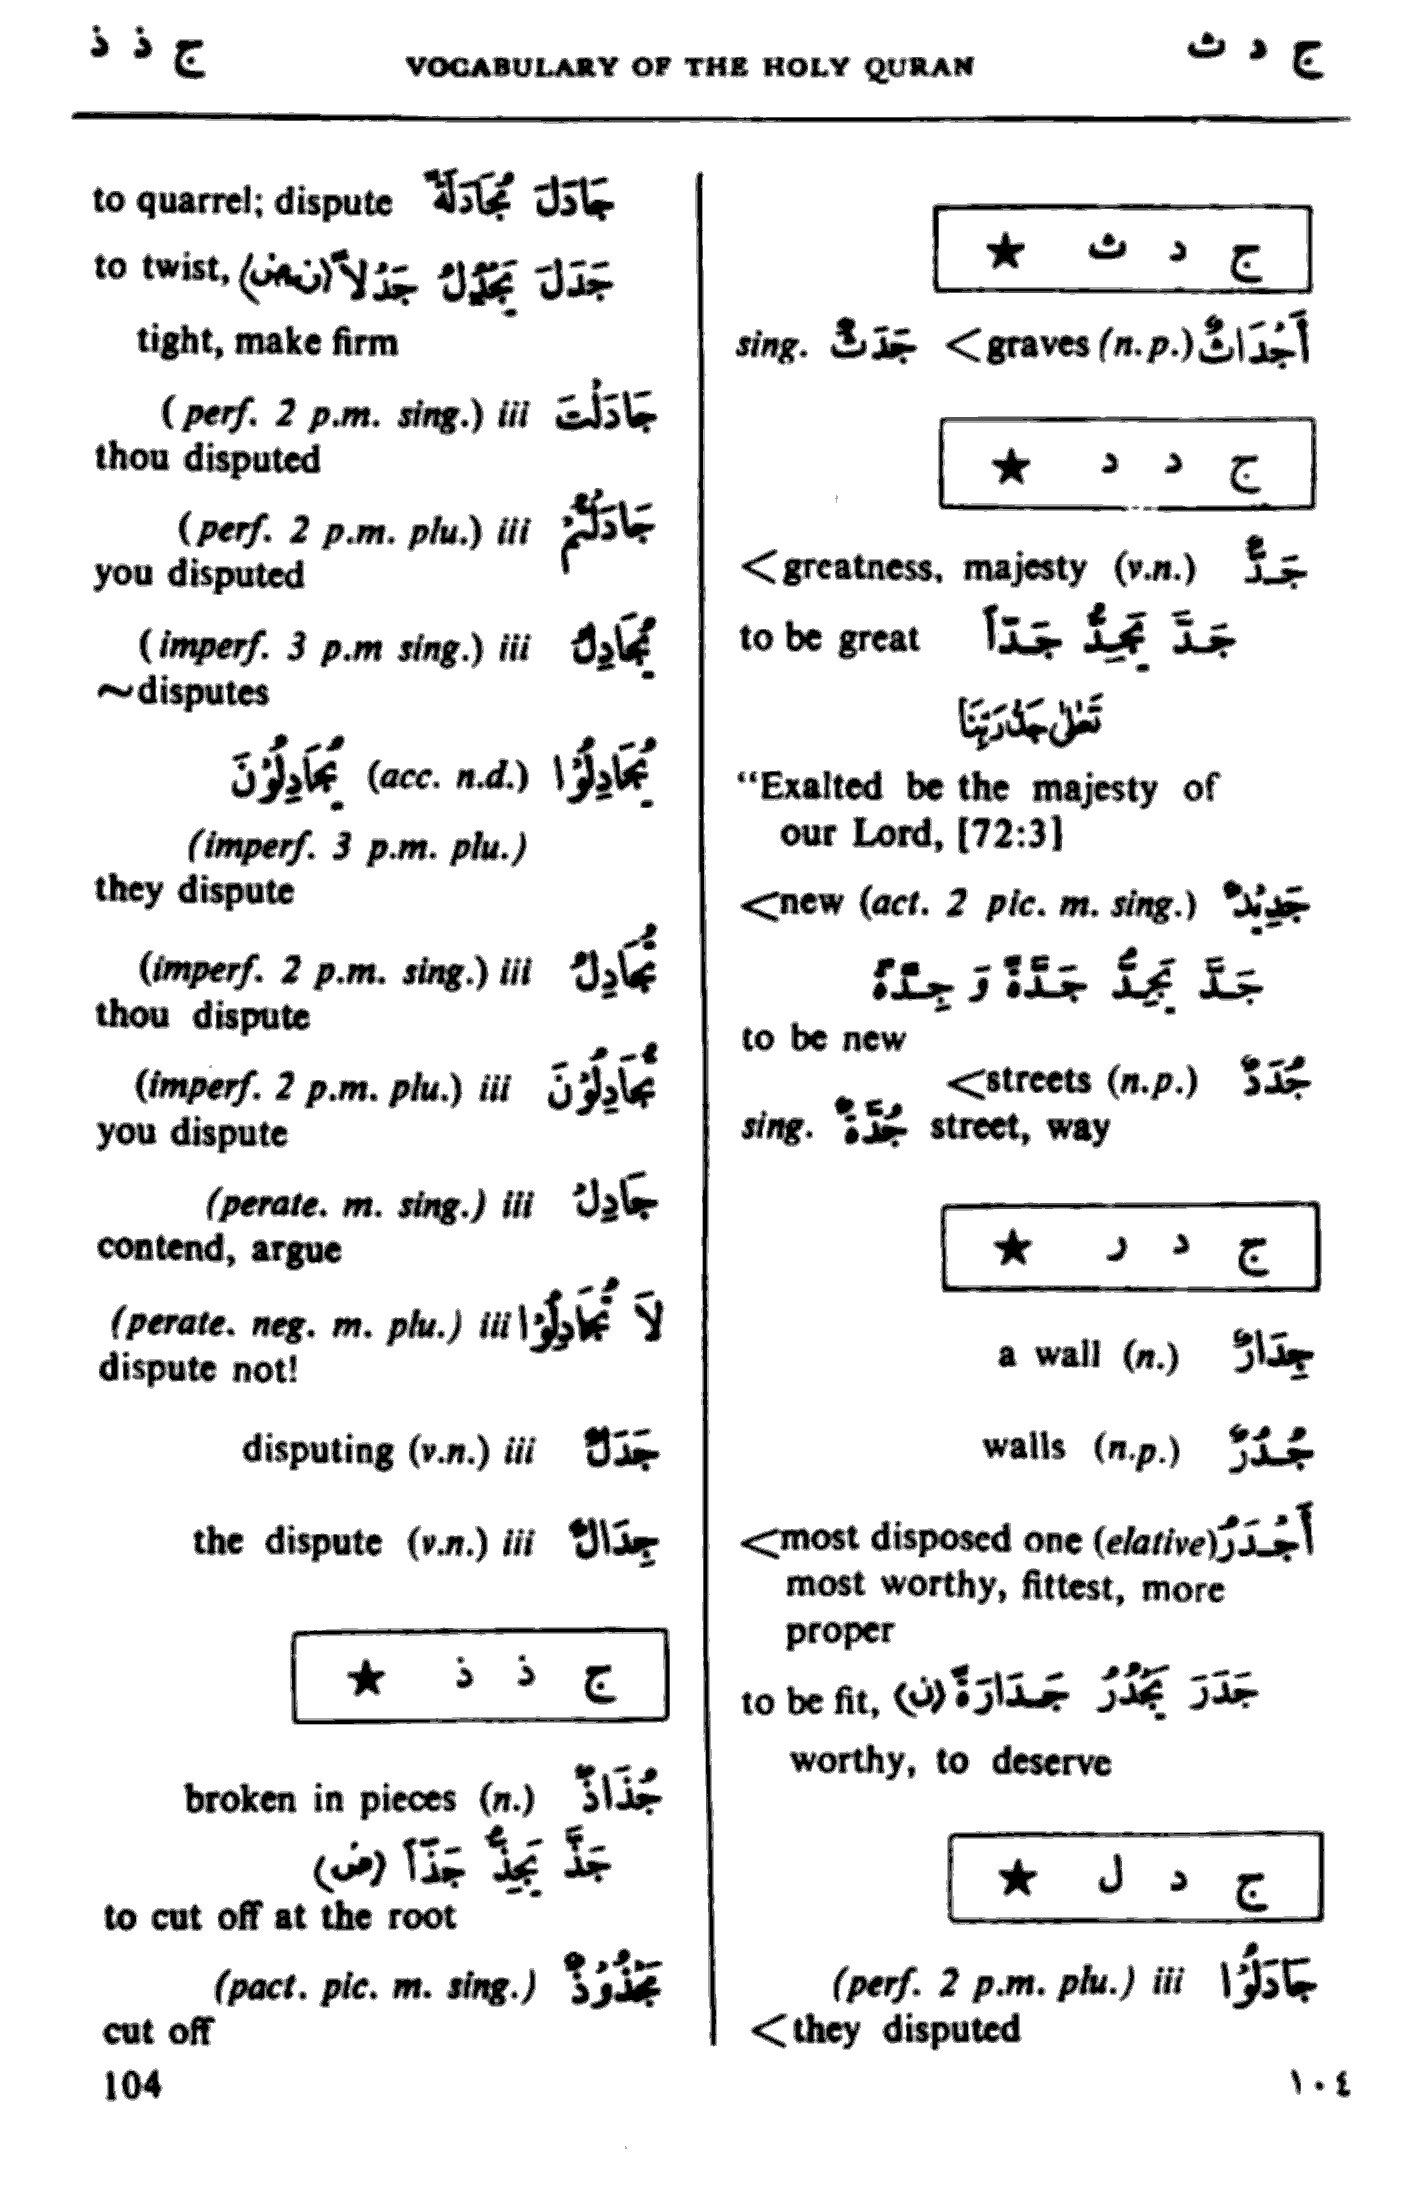 ج ذ ذ VOCABULARY OF THE HOLY QURAN ج د ث
★ ج د ث
sing. جَدَثٌ <graves (n.p.) أَجْدَاثٌ
★ ج د د
<greatness, majesty (v.n.) جَدٌّ
to be great جَدَّ يَجِدُّ جَدّاً
تَعٰلٰى جَدُّ رَبِّنَا
“Exalted be the majesty of
our Lord, [72:3]
<new (act. 2 pic. m. sing.) جَدِيْدٌ
جَدَّ يَجِدُّ جَدَّةً وَ جِدَّةً
to be new
<streets (n.p.) جُدَدٌ
sing. جُدَّةٌ street, way
★ ج د ر
a wall (n.) جِدَارٌ
walls (n.p.) جُدُرٌ
<most disposed one (elative) أَجْدَرُ
most worthy, fittest, more
proper
to be fit, جَدَرَ يَجْدُرُ جَدَارَةً (ن)
worthy, to deserve
★ ج د ل
(perf. 2 p.m. plu.) iii جَادَلُوْا
<they disputed
to quarrel; dispute جَادَلَ مُجَادَلَةً
to twist, جَدَلَ يَجْدِلُ جَدْلاً (ن ض)
tight, make firm
( perf. 2 p.m. sing.) iii جَادَلْتَ
thou disputed
( perf. 2 p.m. plu.) iii جَادَلْتُمْ
you disputed
( imperf. 3 p.m sing.) iii يُجَادِلُ
~disputes
يُجَادِلُوْنَ (acc. n.d.) يُجَادِلُوْا
(imperf. 3 p.m. plu.)
they dispute
(imperf. 2 p.m. sing.) iii تُجَادِلُ
thou dispute
(imperf. 2 p.m. plu.) iii تُجَادِلُوْنَ
you dispute
(perate. m. sing.) iii جَادِلْ
contend, argue
(perate. neg. m. plu.) iii لَا تُجَادِلُوْا
dispute not!
disputing (v.n.) iii جَدَلٌ
the dispute (v.n.) iii جِدَالٌ
★ ج ذ ذ
broken in pieces (n.) جُذَاذٌ
جَذَّ يَجِذُّ جَذّاً (ض)
to cut off at the root
(pact. pic. m. sing.) مَجْذُوْذٌ
cut off
104 ١٠٤